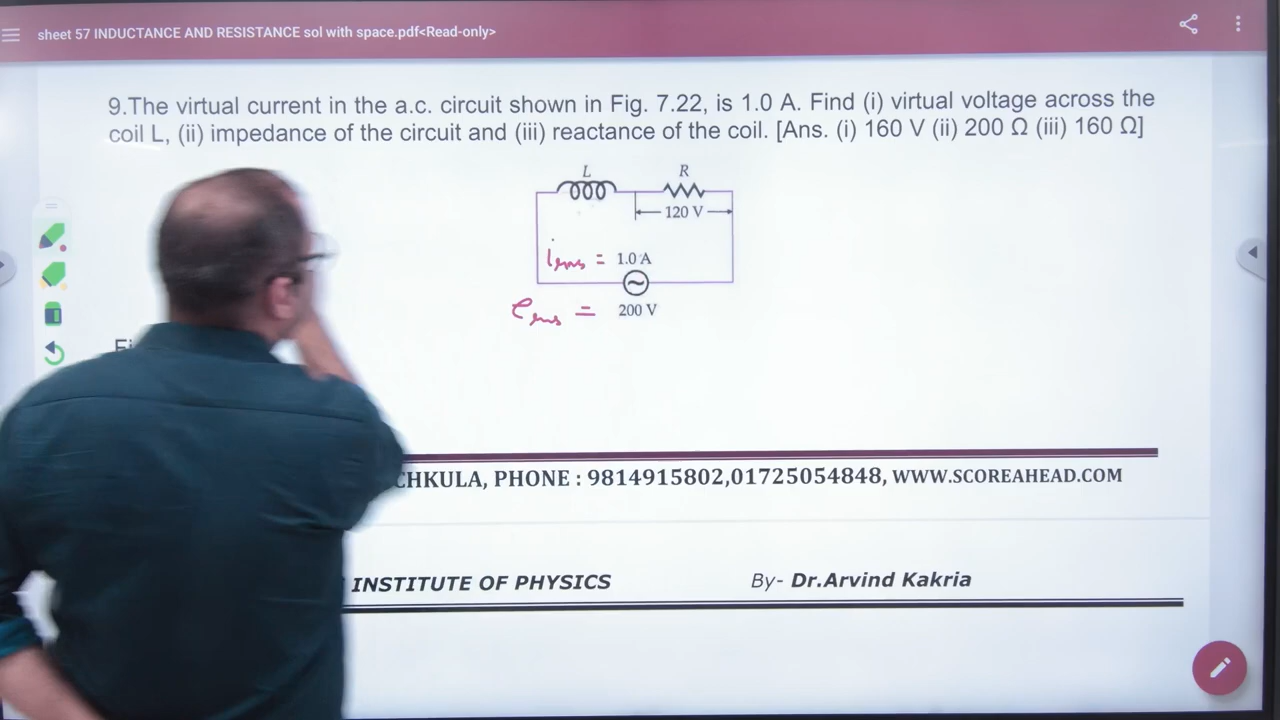 sheet 57 INDUCTANCE AND RESISTANCE sol with space.pdf<Read-only>
9.The virtual current in the a.c. circuit shown in Fig. 7.22, is 1.0 A. Find (i) virtual voltage across the
coil L, (ii) impedance of the circuit and (iii) reactance of the coil. [Ans. (i) 160 V (ii) 200 Ω (iii) 160 Ω]
L R
120 V
irms = 1.0 A
erms = 200 V
CHKULA, PHONE : 9814915802,01725054848, WWW.SCOREAHEAD.COM
INSTITUTE OF PHYSICS By- Dr.Arvind Kakria